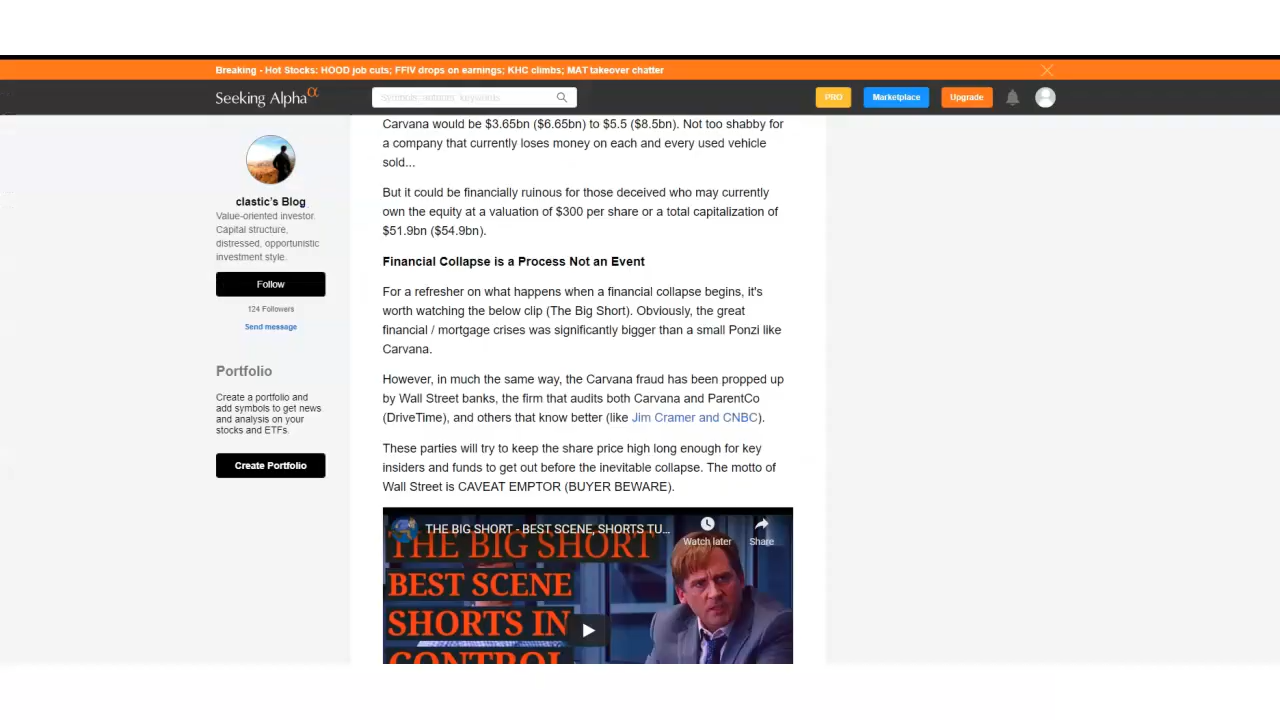 Breaking - Hot Stocks: HOOD job cuts; FFIV drops on earnings; KHC climbs; MAT takeover chatter
Seeking Alphaα
symbols, authors, keywords
PRO
Marketplace
Upgrade
clastic's Blog
Value-oriented investor.
Capital structure,
distressed, opportunistic
investment style.
Follow
124 Followers
Send message
Portfolio
Create a portfolio and
add symbols to get news
and analysis on your
stocks and ETFs.
Create Portfolio
Carvana would be $3.65bn ($6.65bn) to $5.5 ($8.5bn). Not too shabby for
a company that currently loses money on each and every used vehicle
sold...
But it could be financially ruinous for those deceived who may currently
own the equity at a valuation of $300 per share or a total capitalization of
$51.9bn ($54.9bn).
Financial Collapse is a Process Not an Event
For a refresher on what happens when a financial collapse begins, it's
worth watching the below clip (The Big Short). Obviously, the great
financial / mortgage crises was significantly bigger than a small Ponzi like
Carvana.
However, in much the same way, the Carvana fraud has been propped up
by Wall Street banks, the firm that audits both Carvana and ParentCo
(DriveTime), and others that know better (like Jim Cramer and CNBC).
These parties will try to keep the share price high long enough for key
insiders and funds to get out before the inevitable collapse. The motto of
Wall Street is CAVEAT EMPTOR (BUYER BEWARE).
THE BIG SHORT - BEST SCENE, SHORTS TU...
Watch later
Share
THE BIG SHORT
BEST SCENE
SHORTS IN
CONTROL